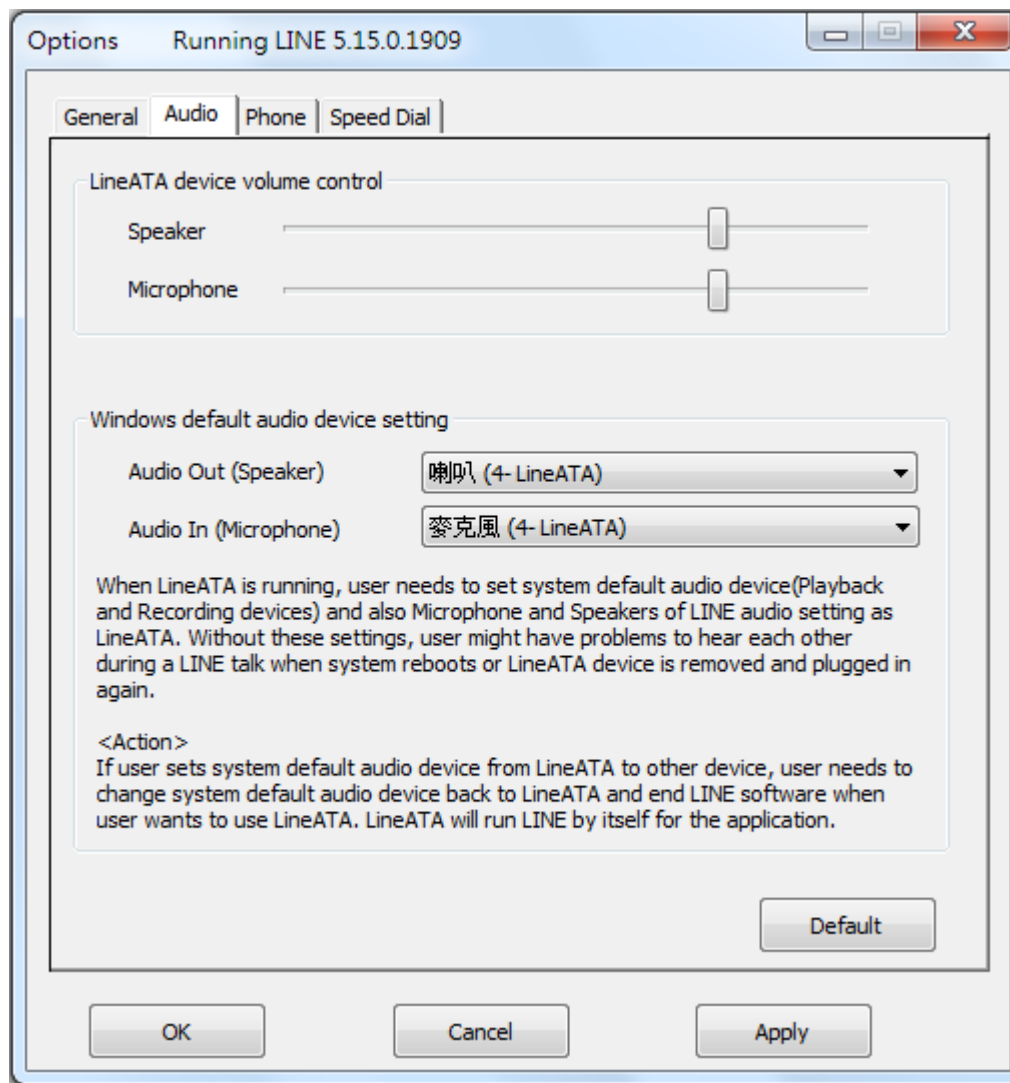 Options Running LINE 5.15.0.1909
General Audio Phone Speed Dial
LineATA device volume control
Speaker
Microphone
Windows default audio device setting
Audio Out (Speaker) 喇叭 (4- LineATA)
Audio In (Microphone) 麥克風 (4- LineATA)
When LineATA is running, user needs to set system default audio device(Playback
and Recording devices) and also Microphone and Speakers of LINE audio setting as
LineATA. Without these settings, user might have problems to hear each other
during a LINE talk when system reboots or LineATA device is removed and plugged in
again.
<Action>
If user sets system default audio device from LineATA to other device, user needs to
change system default audio device back to LineATA and end LINE software when
user wants to use LineATA. LineATA will run LINE by itself for the application.
Default
OK Cancel Apply